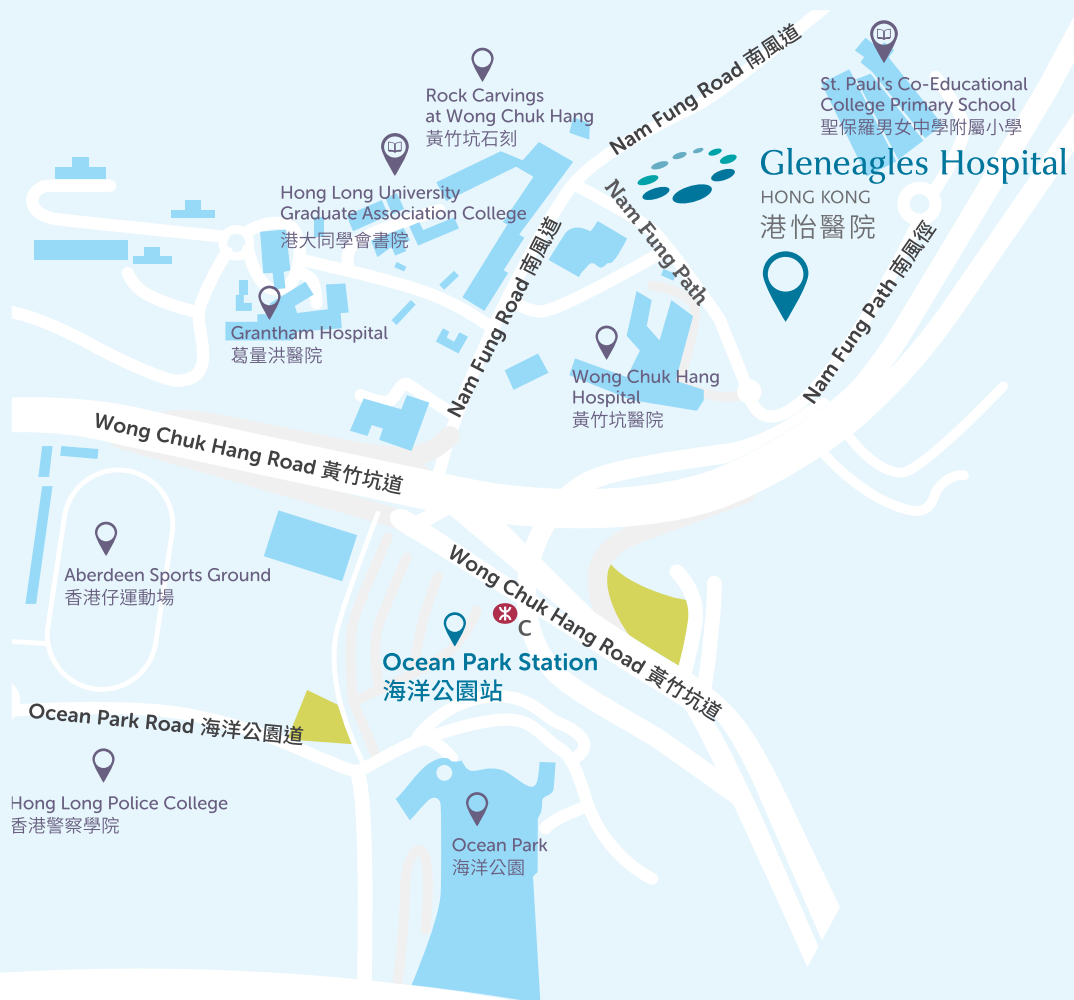 Nam Fung Road 南風道
Rock Carvings
at Wong Chuk Hang
黃竹坑石刻
St. Paul's Co-Educational
College Primary School
聖保羅男女中學附屬小學
Gleneagles Hospital
HONG KONG
港怡醫院
Hong Long University
Graduate Association College
港大同學會書院
Nam Fung Path
Nam Fung Road 南風道
Nam Fung Path 南風徑
Grantham Hospital
葛量洪醫院
Wong Chuk Hang
Hospital
黃竹坑醫院
Wong Chuk Hang Road 黃竹坑道
Aberdeen Sports Ground
香港仔運動場
Wong Chuk Hang Road 黃竹坑道
C
Ocean Park Station
海洋公園站
Ocean Park Road 海洋公園道
Hong Long Police College
香港警察學院
Ocean Park
海洋公園